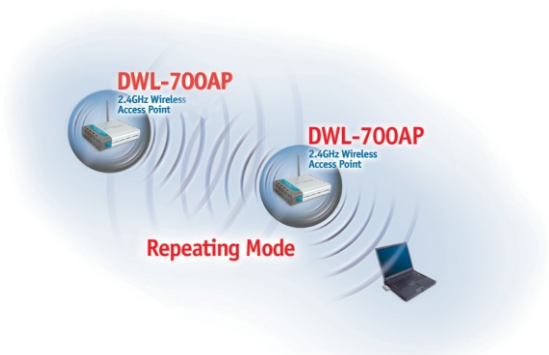 DWL-700AP
2.4GHz Wireless
Access Point
DWL-700AP
2.4GHz Wireless
Access Point
Repeating Mode